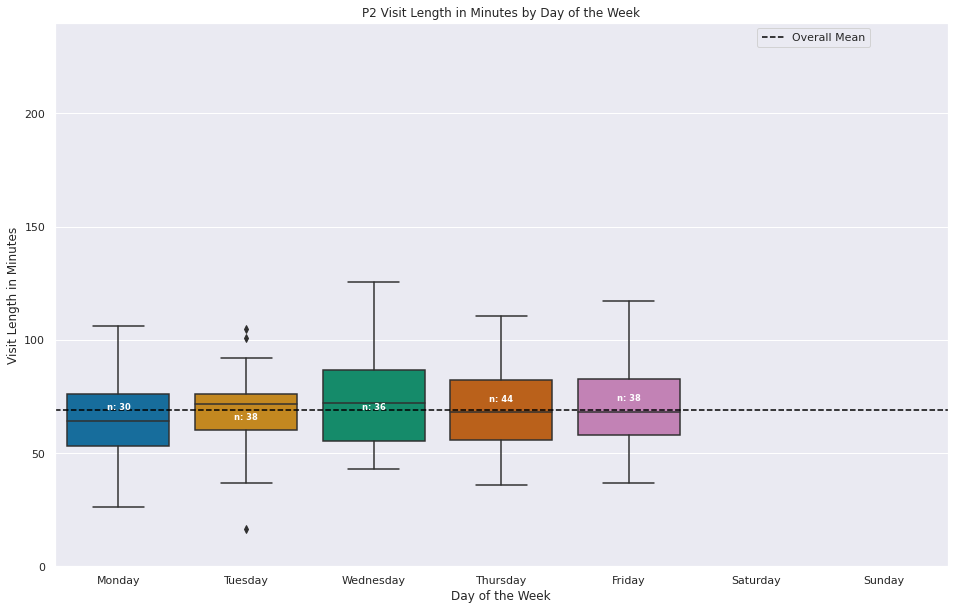 P2 Visit Length in Minutes by Day of the Week
Overall Mean
Visit Length in Minutes
200
150
100
50
0
n: 30
n: 38
n: 36
n: 44
n: 38
Monday
Tuesday
Wednesday
Thursday
Friday
Saturday
Sunday
Day of the Week